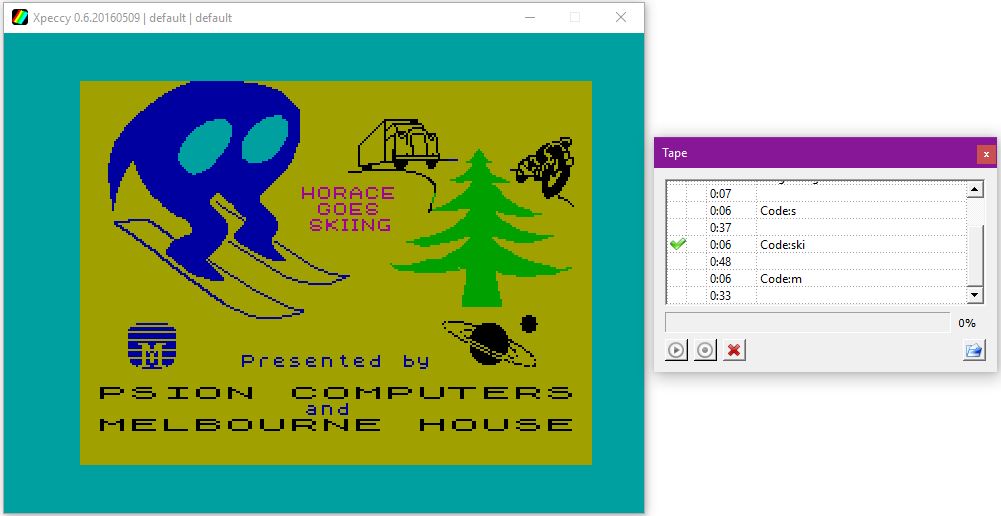 Xpeccy 0.6.20160509 | default | default
HORACE
GOES
SKIING
M
Presented by
PSION COMPUTERS
and
MELBOURNE HOUSE
Tape
x
0:07
0:06 Code:s
0:37
0:06 Code:ski
0:48
0:06 Code:m
0:33
0%